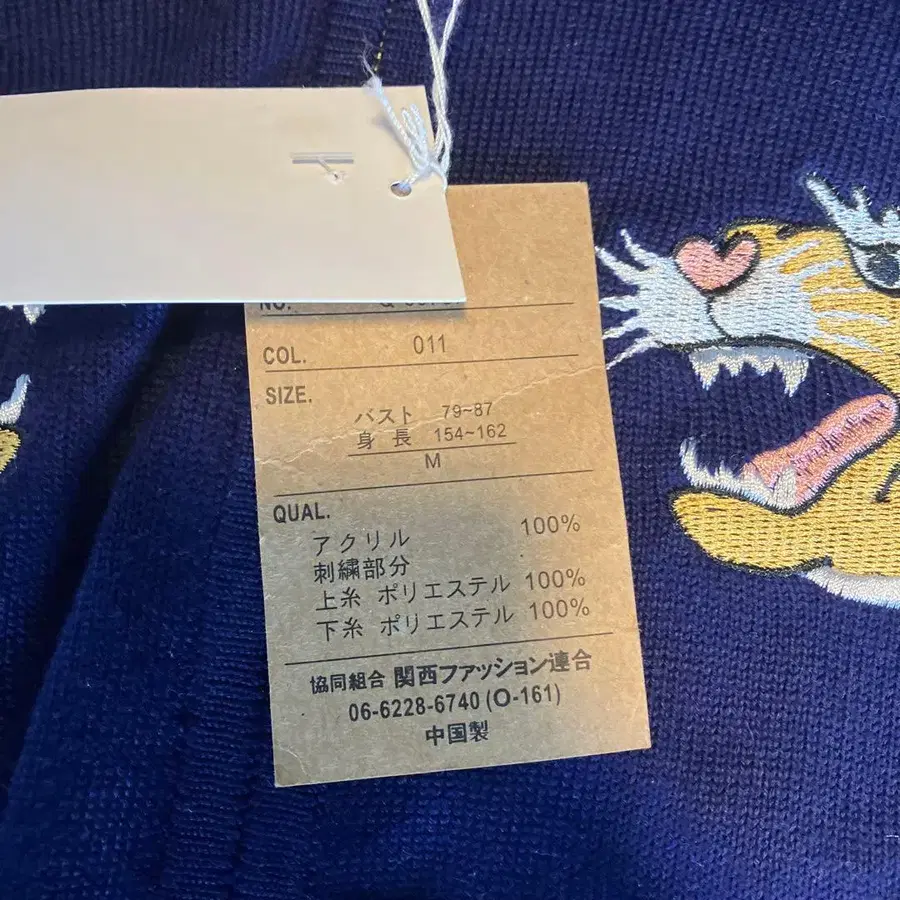 NO.
COL. 011
SIZE.
バスト 79~87
身長 154~162
M
QUAL.
アクリル 100%
刺繍部分
上糸 ポリエステル 100%
下糸 ポリエステル 100%
協同組合 関西ファッション連合
06-6228-6740 (O-161)
中国製